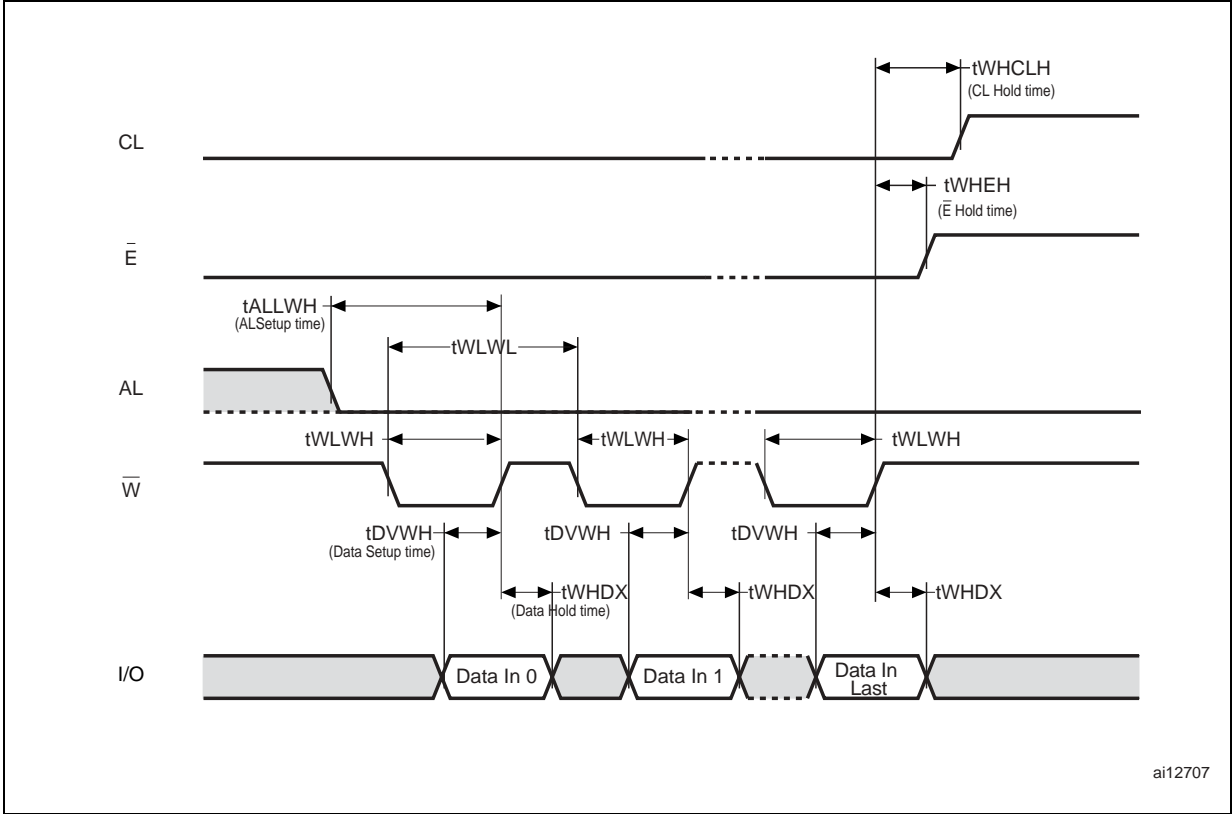 tWHCLH
(CL Hold time)
CL
tWHEH
(E̅ Hold time)
E̅
tALLWH
(ALSetup time)
tWLWL
AL
tWLWH
tWLWH
tWLWH
W̅
tDVWH
(Data Setup time)
tDVWH
tDVWH
tWHDX
(Data Hold time)
tWHDX
tWHDX
I/O
Data In 0
Data In 1
Data In
Last
ai12707